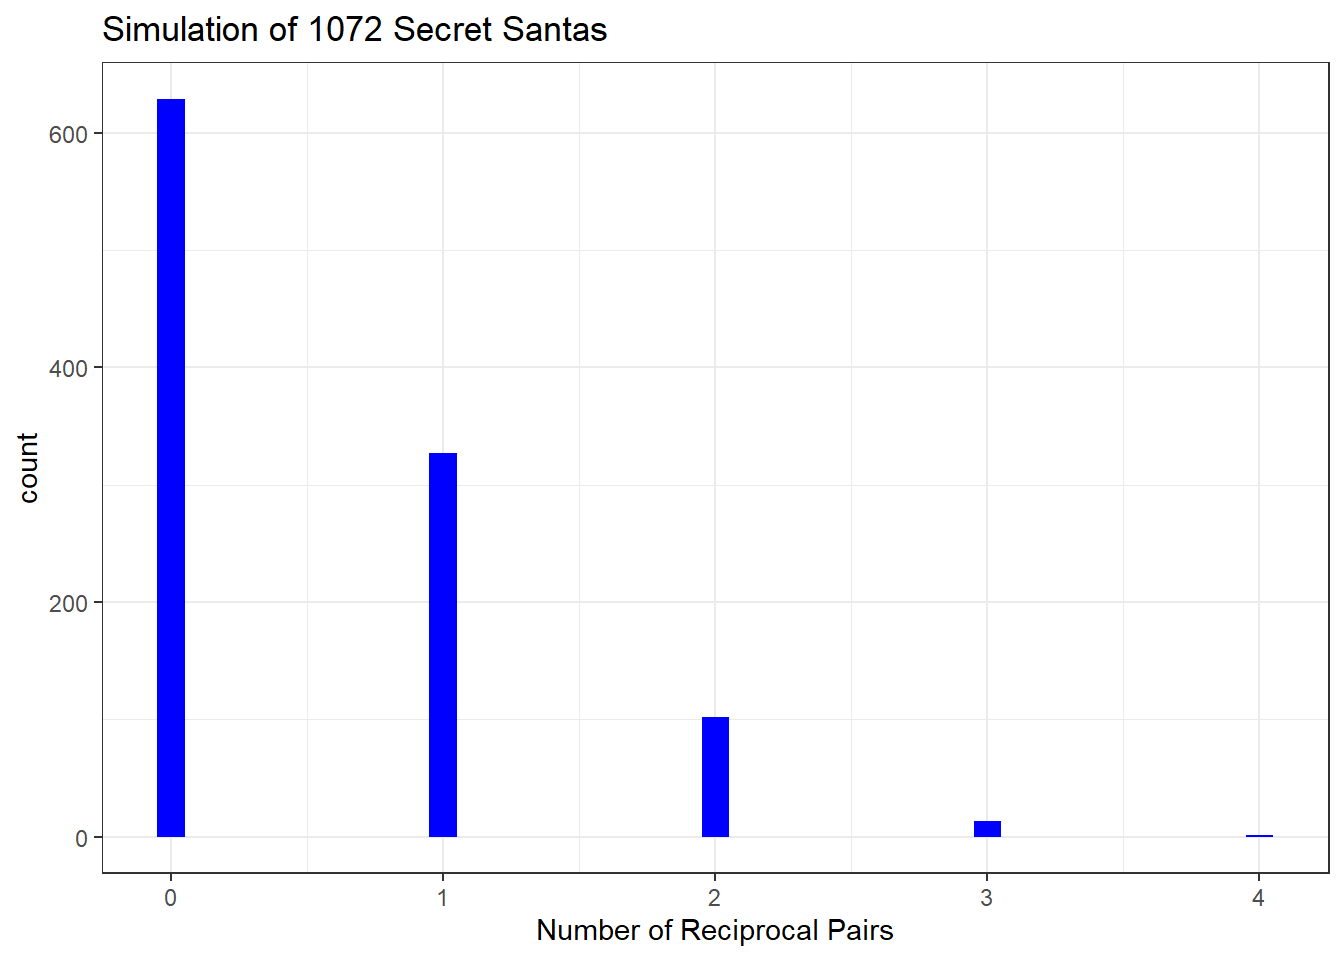 Simulation of 1072 Secret Santas
600
400
200
0
count
0 1 2 3 4
Number of Reciprocal Pairs